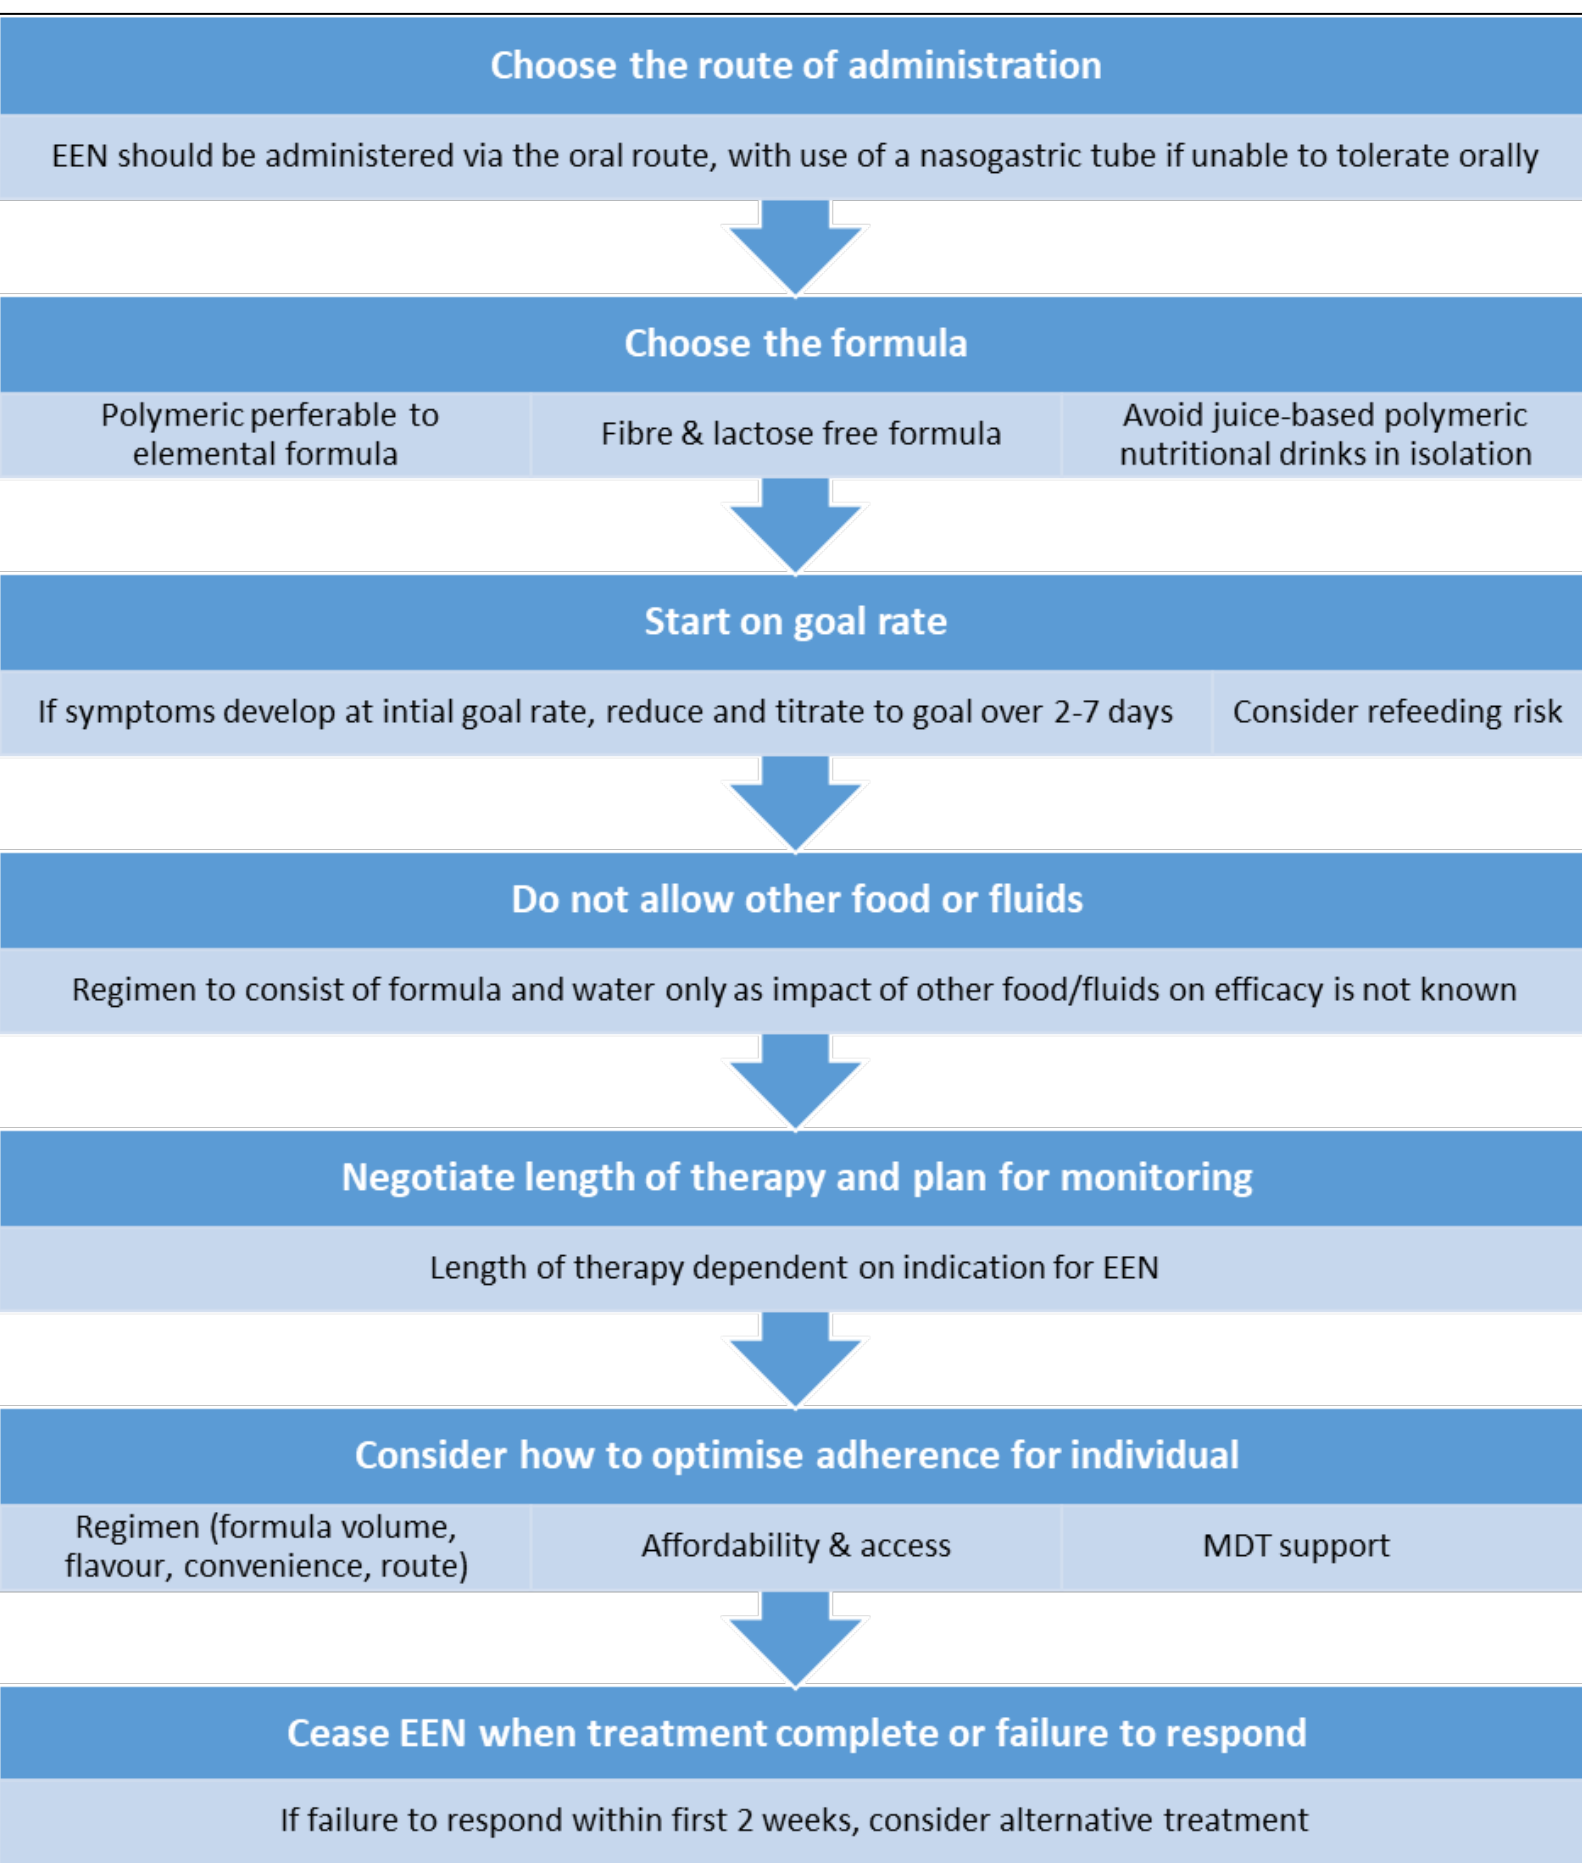 Choose the route of administration
EEN should be administered via the oral route, with use of a nasogastric tube if unable to tolerate orally
Choose the formula
Polymeric perferable to
elemental formula
Fibre & lactose free formula
Avoid juice-based polymeric
nutritional drinks in isolation
Start on goal rate
If symptoms develop at intial goal rate, reduce and titrate to goal over 2-7 days
Consider refeeding risk
Do not allow other food or fluids
Regimen to consist of formula and water only as impact of other food/fluids on efficacy is not known
Negotiate length of therapy and plan for monitoring
Length of therapy dependent on indication for EEN
Consider how to optimise adherence for individual
Regimen (formula volume,
flavour, convenience, route)
Affordability & access
MDT support
Cease EEN when treatment complete or failure to respond
If failure to respond within first 2 weeks, consider alternative treatment